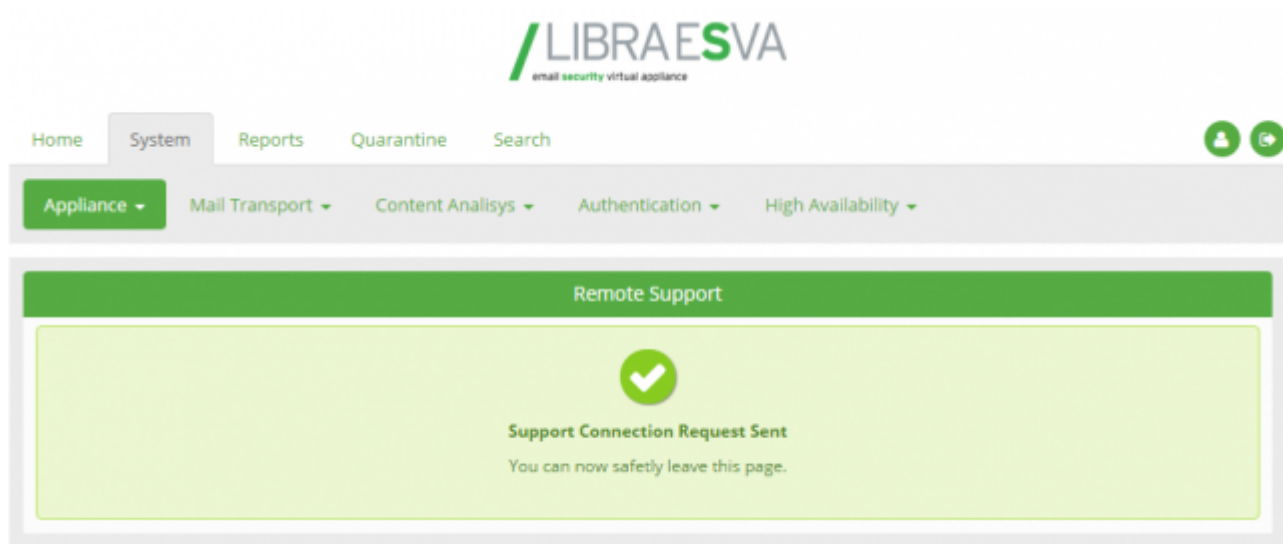 LIBRAESVA
email security virtual appliance
Home System Reports Quarantine Search
Appliance Mail Transport Content Analisys Authentication High Availability
Remote Support
Support Connection Request Sent
You can now safetly leave this page.